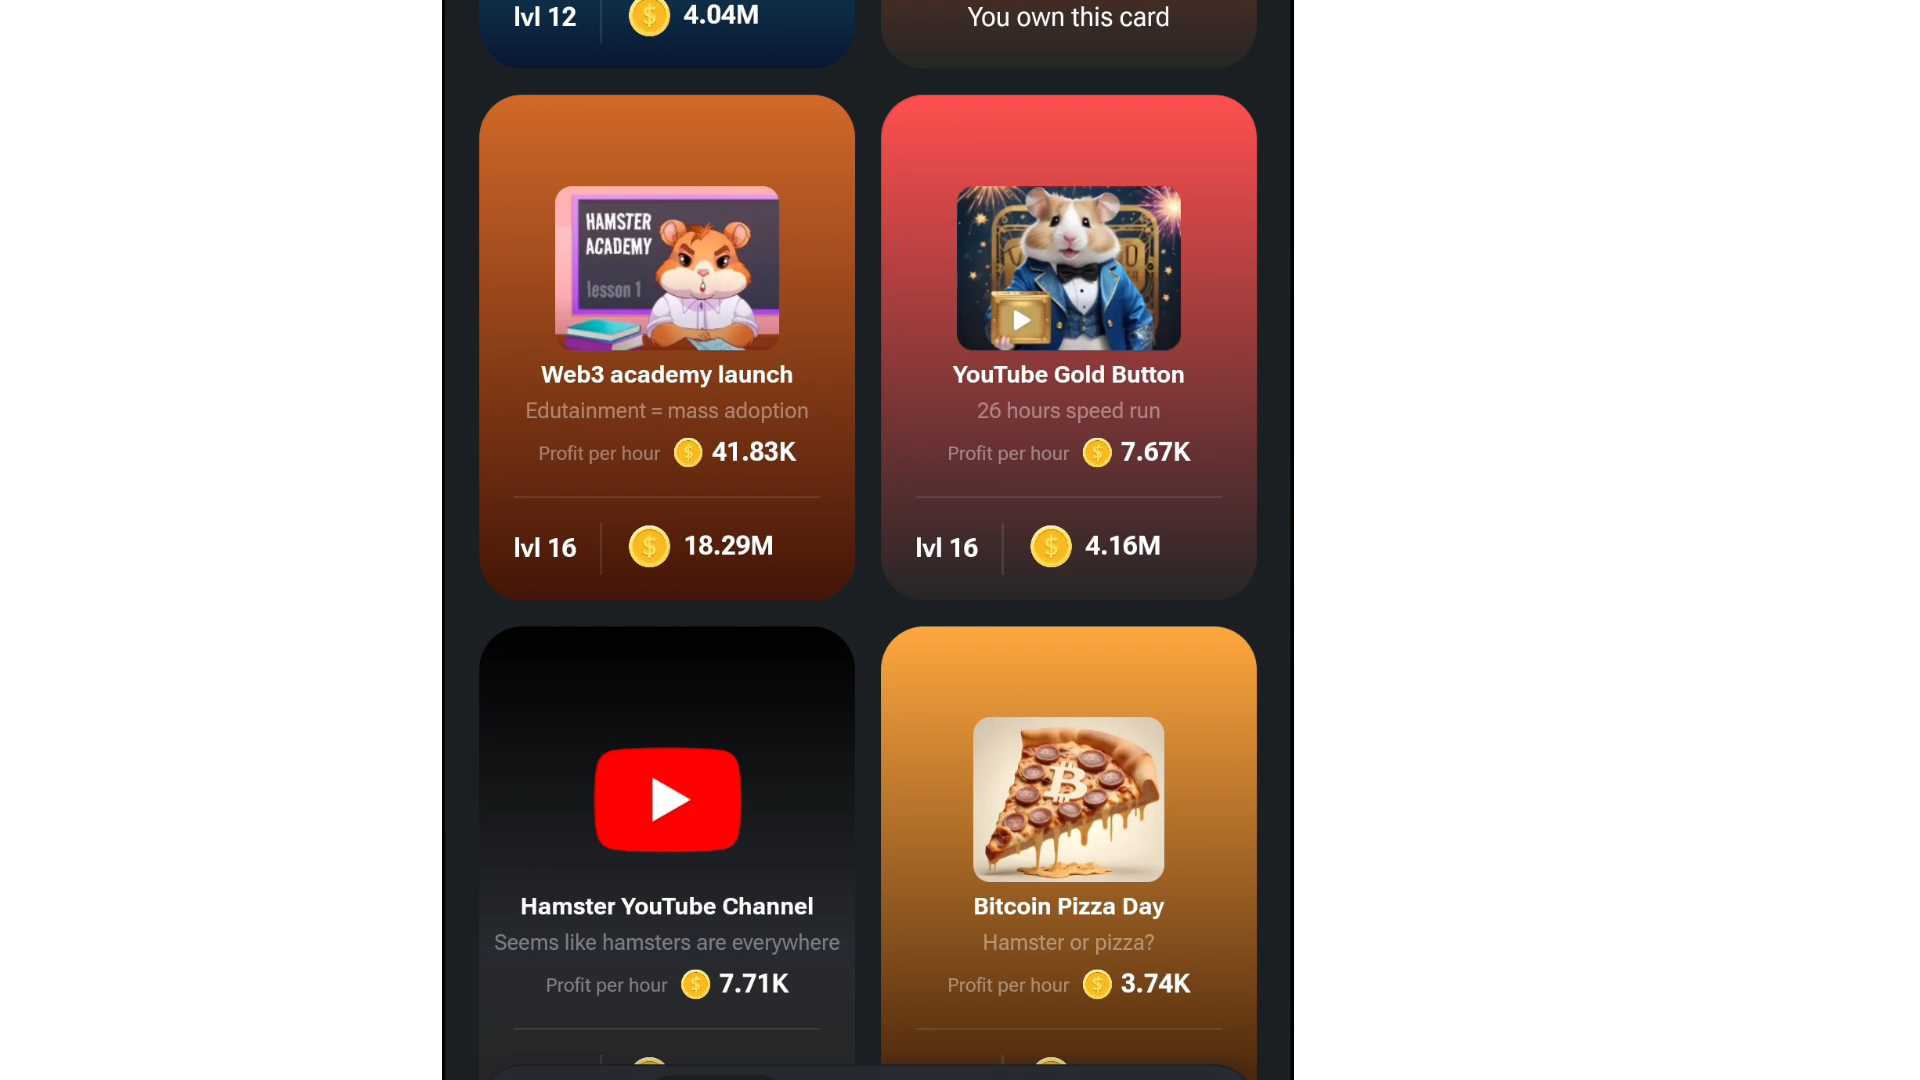 lvl 12
4.04M
You own this card
HAMSTER
ACADEMY
lesson 1
Web3 academy launch
Edutainment = mass adoption
Profit per hour 41.83K
lvl 16
18.29M
YouTube Gold Button
26 hours speed run
Profit per hour 7.67K
lvl 16
4.16M
Hamster YouTube Channel
Seems like hamsters are everywhere
Profit per hour 7.71K
Bitcoin Pizza Day
Hamster or pizza?
Profit per hour 3.74K